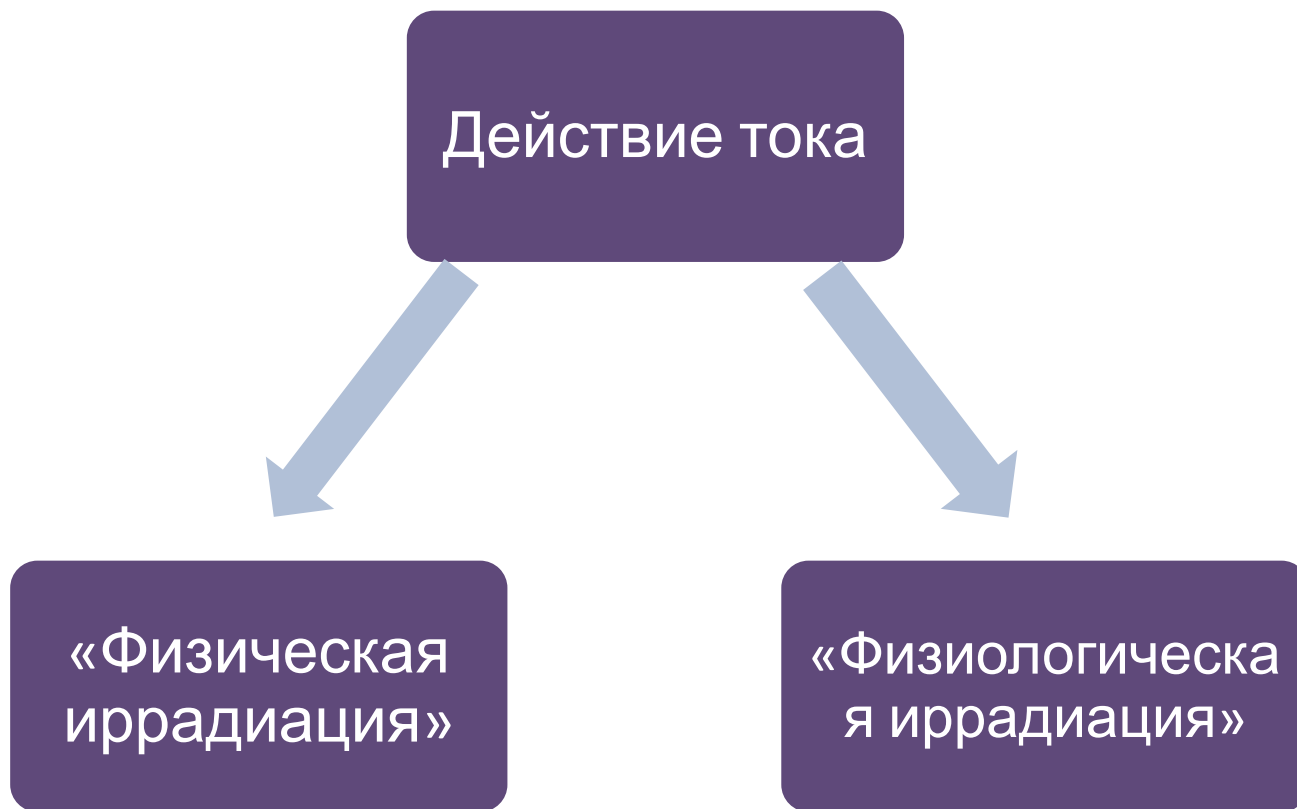 Действие тока
«Физическая
иррадиация»
«Физиологическа
я иррадиация»